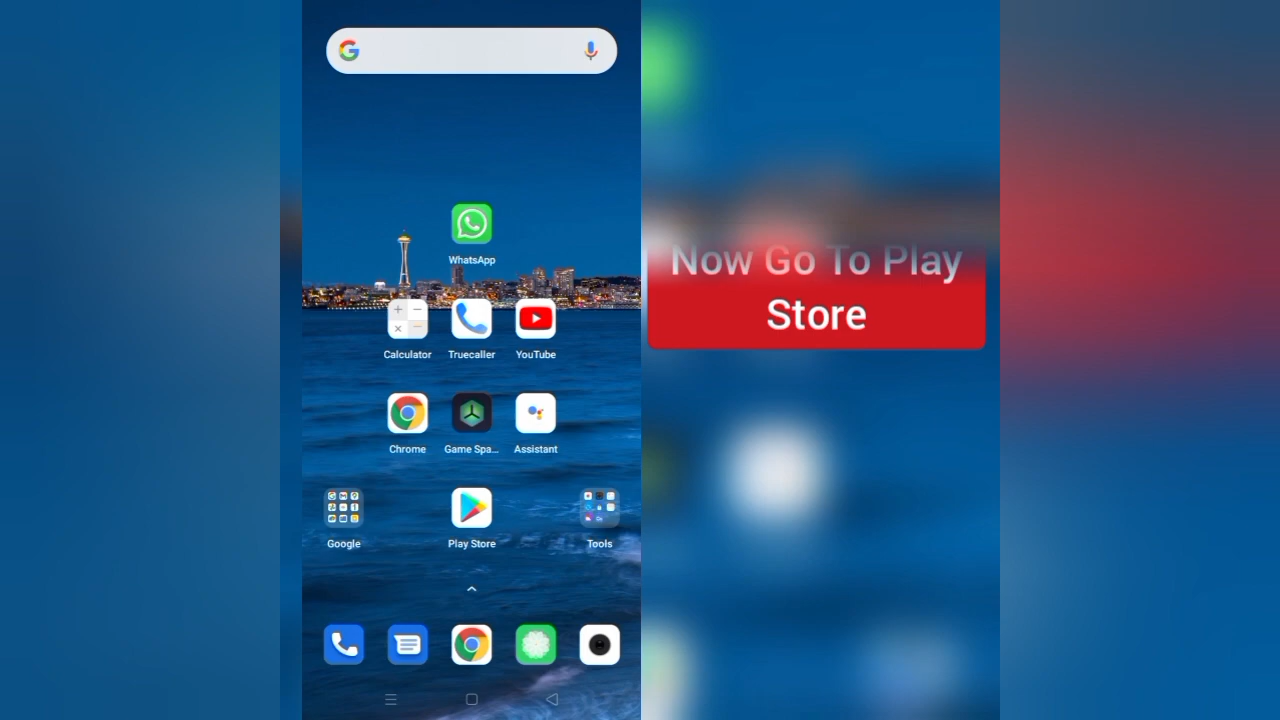 WhatsApp
Calculator Truecaller YouTube
Chrome Game Spa... Assistant
Google Play Store Tools
Now Go To Play
Store